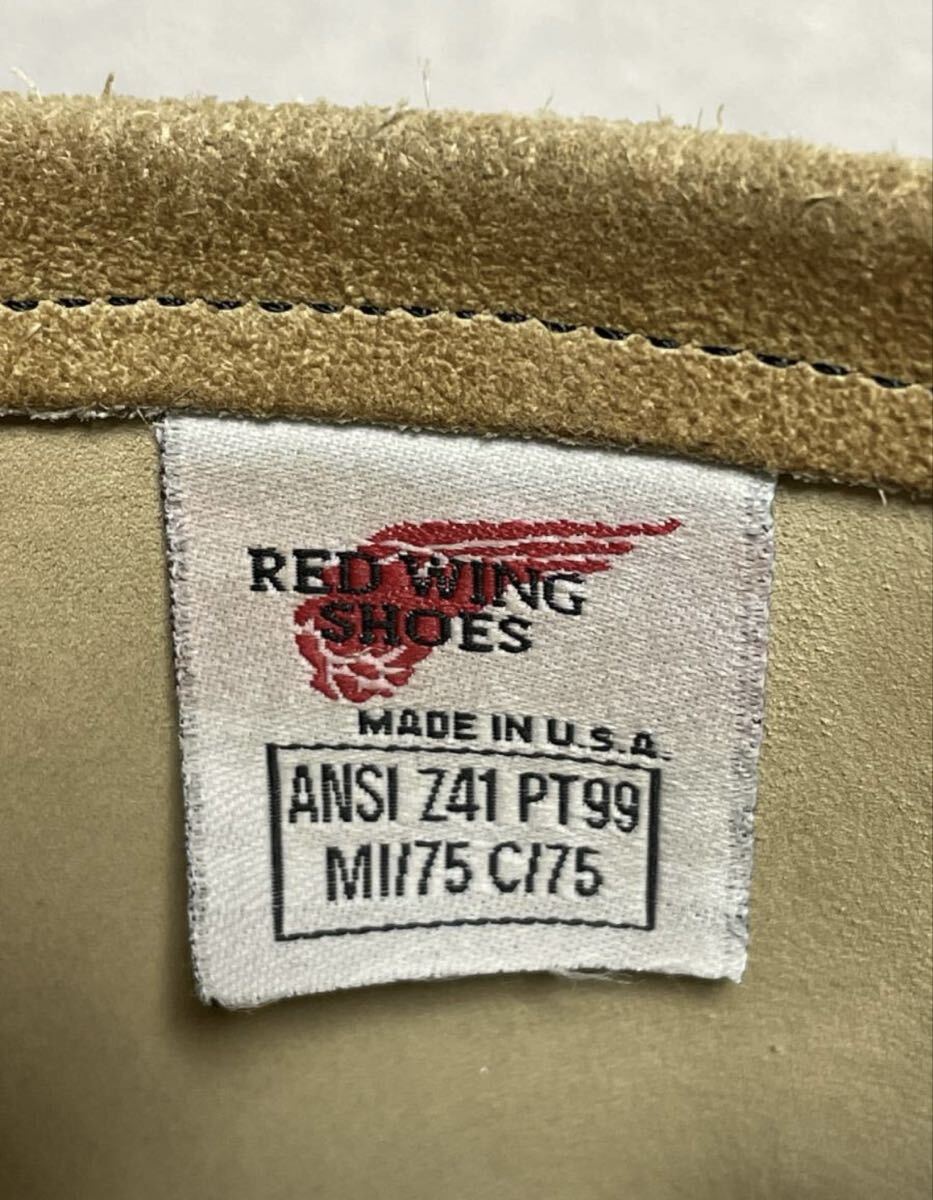 RED WING
SHOES
MADE IN U.S.A.
ANSI Z41 PT99
MI/75 C/75